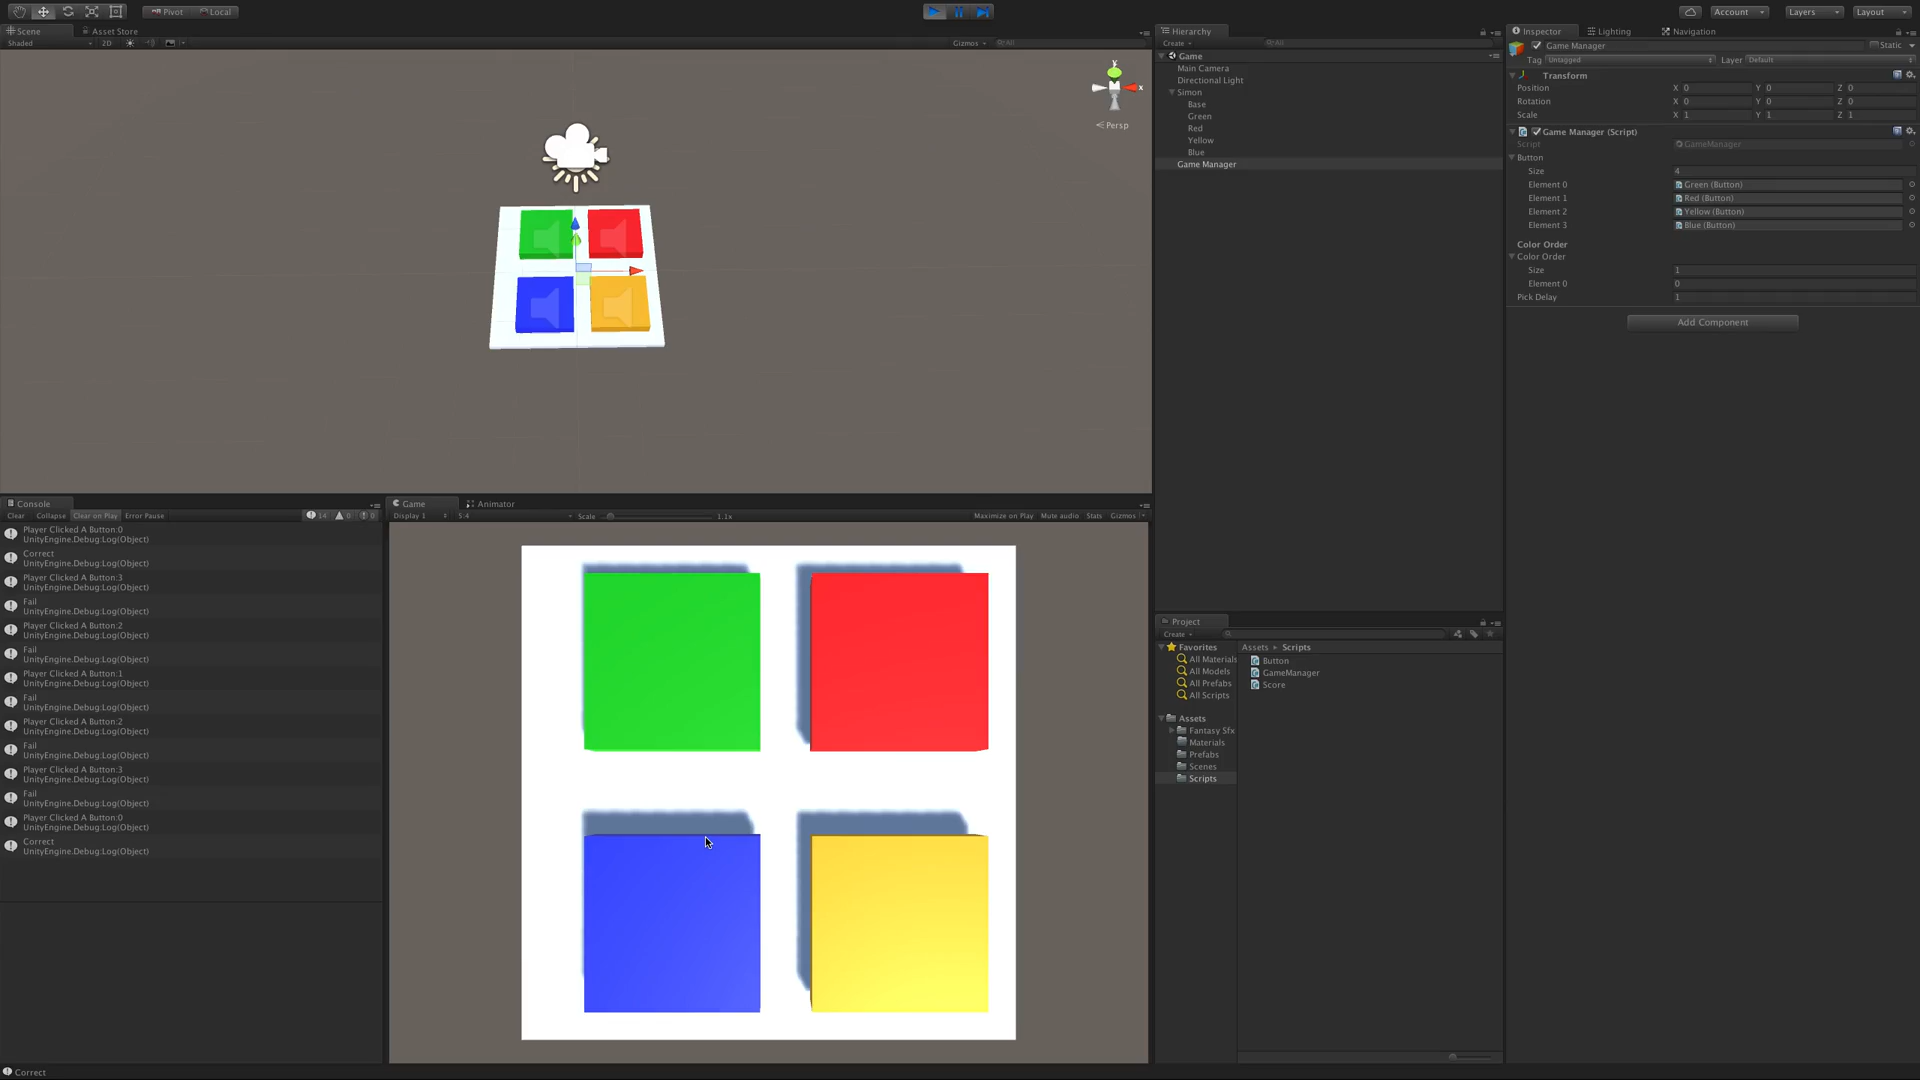 Pivot Local
Account Layers Layout
Scene Asset Store
Shaded 2D Gizmos All
y
x
Persp
Hierarchy
Create All
Game
Main Camera
Directional Light
Simon
Base
Green
Red
Yellow
Blue
Game Manager
Inspector Lighting Navigation
Game Manager Static
Tag Untagged Layer Default
Transform
Position X 0 Y 0 Z 0
Rotation X 0 Y 0 Z 0
Scale X 1 Y 1 Z 1
Game Manager (Script)
Script GameManager
Button
Size 4
Element 0 Green (Button)
Element 1 Red (Button)
Element 2 Yellow (Button)
Element 3 Blue (Button)
Color Order
Color Order
Size 1
Element 0 0
Pick Delay 1
Add Component
Console
Clear Collapse Clear on Play Error Pause 14 0 0
Player Clicked A Button:0
UnityEngine.Debug:Log(Object)
Correct
UnityEngine.Debug:Log(Object)
Player Clicked A Button:3
UnityEngine.Debug:Log(Object)
Fail
UnityEngine.Debug:Log(Object)
Player Clicked A Button:2
UnityEngine.Debug:Log(Object)
Fail
UnityEngine.Debug:Log(Object)
Player Clicked A Button:1
UnityEngine.Debug:Log(Object)
Fail
UnityEngine.Debug:Log(Object)
Player Clicked A Button:2
UnityEngine.Debug:Log(Object)
Fail
UnityEngine.Debug:Log(Object)
Player Clicked A Button:3
UnityEngine.Debug:Log(Object)
Fail
UnityEngine.Debug:Log(Object)
Player Clicked A Button:0
UnityEngine.Debug:Log(Object)
Correct
UnityEngine.Debug:Log(Object)
Game Animator
Display 1 5:4 Scale 1.1x Maximize on Play Mute audio Stats Gizmos
Project
Create
Favorites
All Materials
All Models
All Prefabs
All Scripts
Assets
Fantasy Sfx
Materials
Prefabs
Scenes
Scripts
Assets Scripts
Button
GameManager
Score
Correct